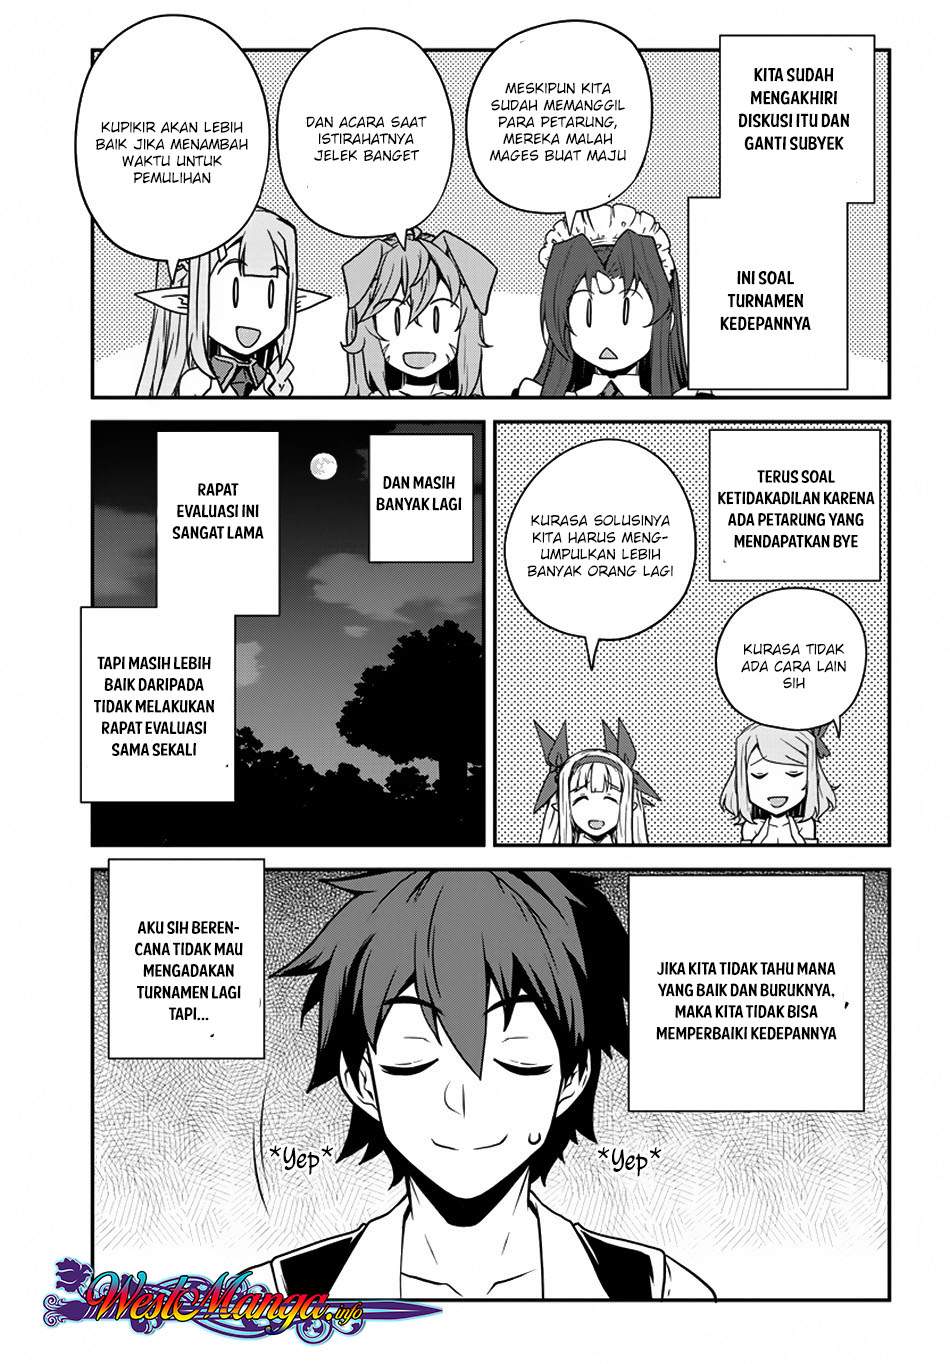 KITA SUDAH
MENGAKHIRI
DISKUSI ITU DAN
GANTI SUBYEK
INI SOAL
TURNAMEN
KEDEPANNYA
MESKIPUN KITA
SUDAH MEMANGGIL
PARA PETARUNG,
MEREKA MALAH
MAGES BUAT MAJU
DAN ACARA SAAT
ISTIRAHATNYA
JELEK BANGET
KUPIKIR AKAN LEBIH
BAIK JIKA MENAMBAH
WAKTU UNTUK
PEMULIHAN
TERUS SOAL
KETIDAKADILAN KARENA
ADA PETARUNG YANG
MENDAPATKAN BYE
KURASA SOLUSINYA
KITA HARUS MENG-
UMPULKAN LEBIH
BANYAK ORANG LAGI
KURASA TIDAK
ADA CARA LAIN
SIH
DAN MASIH
BANYAK LAGI
RAPAT
EVALUASI INI
SANGAT LAMA
TAPI MASIH LEBIH
BAIK DARIPADA
TIDAK MELAKUKAN
RAPAT EVALUASI
SAMA SEKALI
JIKA KITA TIDAK TAHU MANA
YANG BAIK DAN BURUKNYA,
MAKA KITA TIDAK BISA
MEMPERBAIKI KEDEPANNYA
AKU SIH BEREN-
CANA TIDAK MAU
MENGADAKAN
TURNAMEN LAGI
TAPI...
*Yep*
*Yep*
WestManga.info